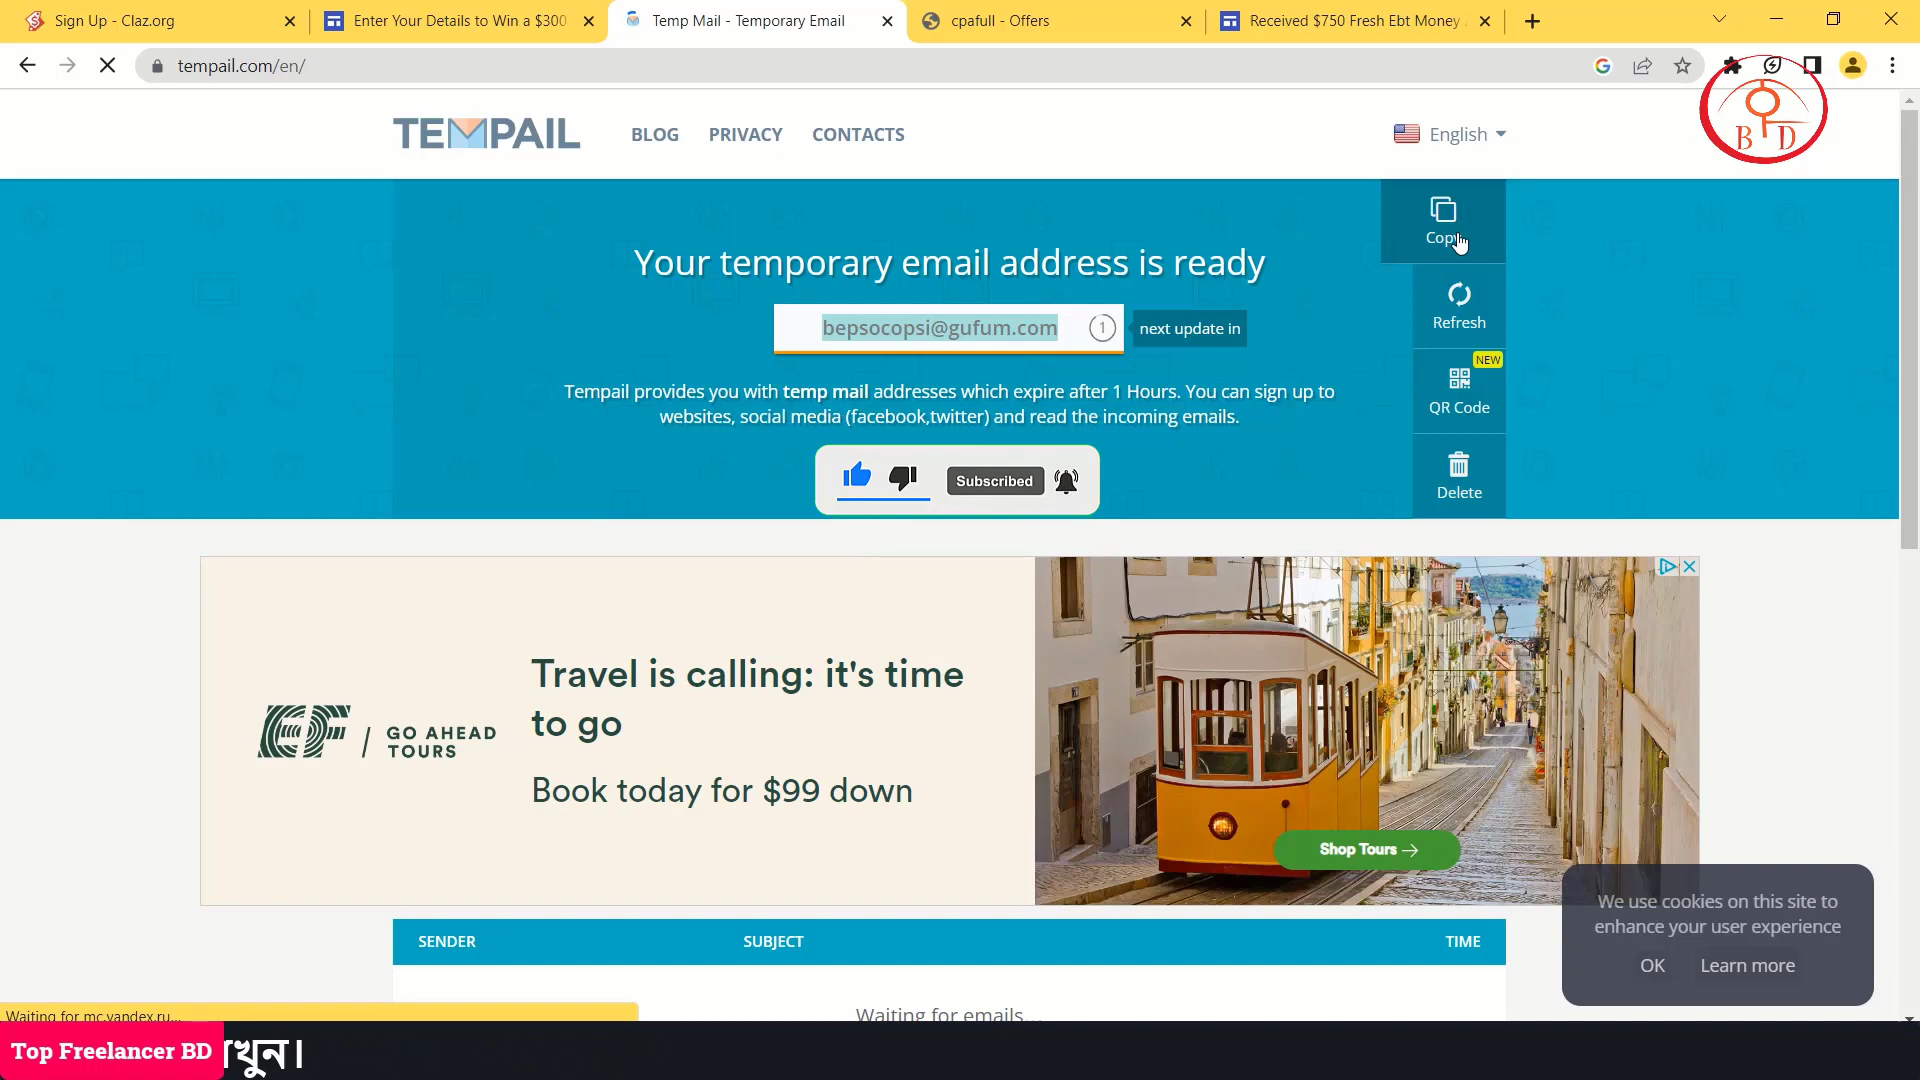 Sign Up - Claz.org
Enter Your Details to Win a $300
Temp Mail - Temporary Email
cpafull - Offers
Received $750 Fresh Ebt Money
tempail.com/en/
TEMPAIL
BLOG
PRIVACY
CONTACTS
English
B D
Copy
Your temporary email address is ready
bepsocopsi@gufum.com
1
next update in
Refresh
Tempail provides you with temp mail addresses which expire after 1 Hours. You can sign up to
websites, social media (facebook,twitter) and read the incoming emails.
NEW
QR Code
Subscribed
Delete
Travel is calling: it's time
to go
EF / GO AHEAD
TOURS
Book today for $99 down
Shop Tours →
We use cookies on this site to
enhance your user experience
OK
Learn more
SENDER
SUBJECT
TIME
Waiting for emails...
Waiting for mc.yandex.ru...
Top Freelancer BD